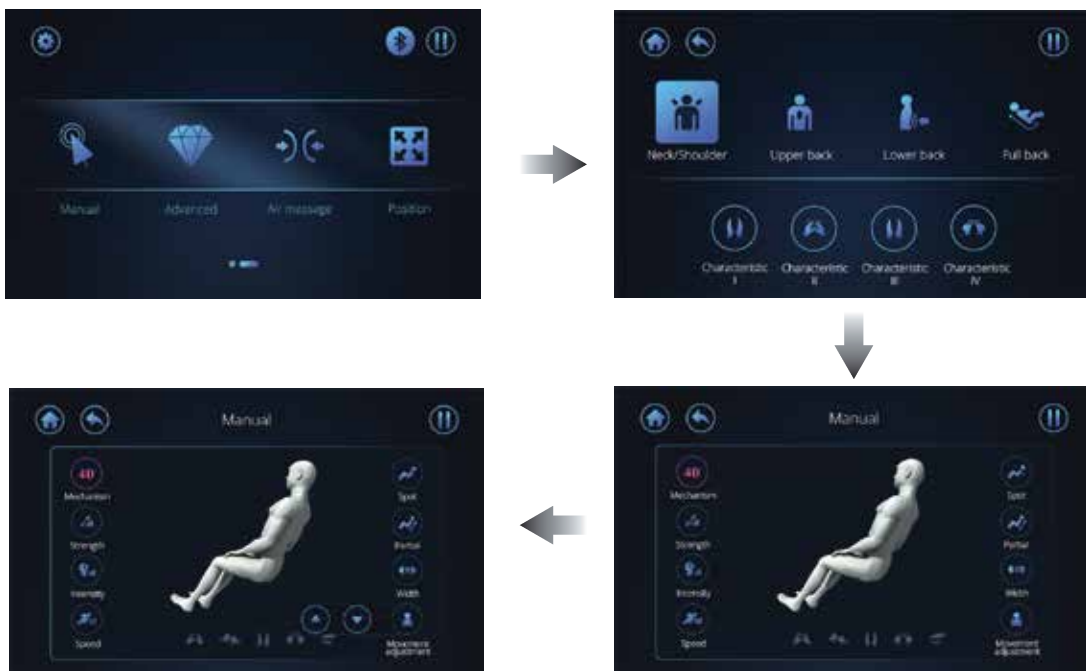 Manual Advanced Air massage Position
Neck/Shoulder Upper back Lower back Full back
Characteristic Characteristic Characteristic Characteristic
I II III IV
Manual
4D
Mechanism
Strength
Intensity
Speed
Spot
Partial
Width
Movement
adjustment
Manual
4D
Mechanism
Strength
Intensity
Speed
Spot
Partial
Width
Movement
adjustment